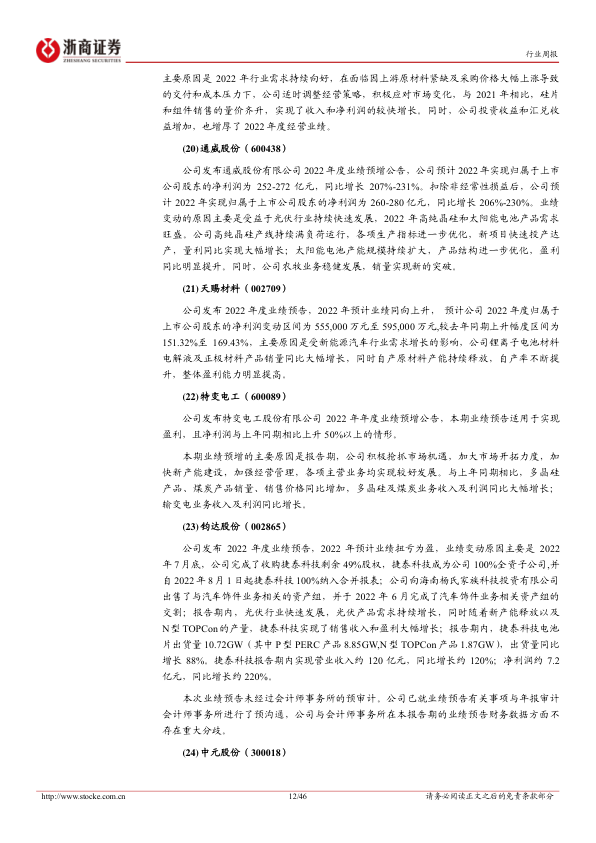 浙商证券
ZHESHANG SECURITIES
行业周报
主要原因是 2022 年行业需求持续向好，在面临因上游原材料紧缺及采购价格大幅上涨导致
的交付和成本压力下，公司适时调整经营策略，积极应对市场变化，与 2021 年相比，硅片
和组件销售的量价齐升，实现了收入和净利润的较快增长。同时，公司投资收益和汇兑收
益增加，也增厚了 2022 年度经营业绩。
(20)通威股份（600438）
公司发布通威股份有限公司 2022 年度业绩预增公告，公司预计 2022 年实现归属于上市
公司股东的净利润为 252-272 亿元，同比增长 207%-231%。扣除非经常性损益后，公司预
计 2022 年实现归属于上市公司股东的净利润为 260-280 亿元，同比增长 206%-230%。业绩
变动的原因主要是受益于光伏行业持续快速发展，2022 年高纯晶硅和太阳能电池产品需求
旺盛。公司高纯晶硅产线持续满负荷运行，各项生产指标进一步优化，新项目快速投产达
产，量利同比实现大幅增长；太阳能电池产能规模持续扩大，产品结构进一步优化，盈利
同比明显提升。同时，公司农牧业务稳健发展，销量实现新的突破。
(21)天赐材料（002709）
公司发布 2022 年度业绩预告，2022 年预计业绩同向上升， 预计公司 2022 年度归属于
上市公司股东的净利润变动区间为 555,000 万元至 595,000 万元,较去年同期上升幅度区间为
151.32%至 169.43%，主要原因是受新能源汽车行业需求增长的影响，公司锂离子电池材料
电解液及正极材料产品销量同比大幅增长，同时自产原材料产能持续释放，自产率不断提
升，整体盈利能力明显提高。
(22)特变电工（600089）
公司发布特变电工股份有限公司 2022 年年度业绩预增公告，本期业绩预告适用于实现
盈利，且净利润与上年同期相比上升 50%以上的情形。
本期业绩预增的主要原因是报告期，公司积极抢抓市场机遇，加大市场开拓力度，加
快新产能建设，加强经营管理，各项主营业务均实现较好发展。与上年同期相比，多晶硅
产品、煤炭产品销量、销售价格同比增加，多晶硅及煤炭业务收入及利润同比大幅增长；
输变电业务收入及利润同比增长。
(23)钧达股份（002865）
公司发布 2022 年度业绩预告，2022 年预计业绩扭亏为盈，业绩变动原因主要是 2022
年 7 月底，公司完成了收购捷泰科技剩余 49%股权，捷泰科技成为公司 100%全资子公司,并
自 2022 年 8 月 1 日起捷泰科技 100%纳入合并报表；公司向海南杨氏家族科技投资有限公司
出售了与汽车饰件业务相关的资产组，并于 2022 年 6 月完成了汽车饰件业务相关资产组的
交割；报告期内，光伏行业快速发展，光伏产品需求持续增长，同时随着新产能释放以及
N 型 TOPCon 的产量，捷泰科技实现了销售收入和盈利大幅增长；报告期内，捷泰科技电池
片出货量 10.72GW（其中 P 型 PERC 产品 8.85GW,N 型 TOPCon 产品 1.87GW），出货量同比
增长 88%。捷泰科技报告期内实现营业收入约 120 亿元，同比增长约 120%；净利润约 7.2
亿元，同比增长约 220%。
本次业绩预告未经过会计师事务所的预审计。公司已就业绩预告有关事项与年报审计
会计师事务所进行了预沟通，公司与会计师事务所在本报告期的业绩预告财务数据方面不
存在重大分歧。
(24)中元股份（300018）
http://www.stocke.com.cn
12/46
请务必阅读正文之后的免责条款部分